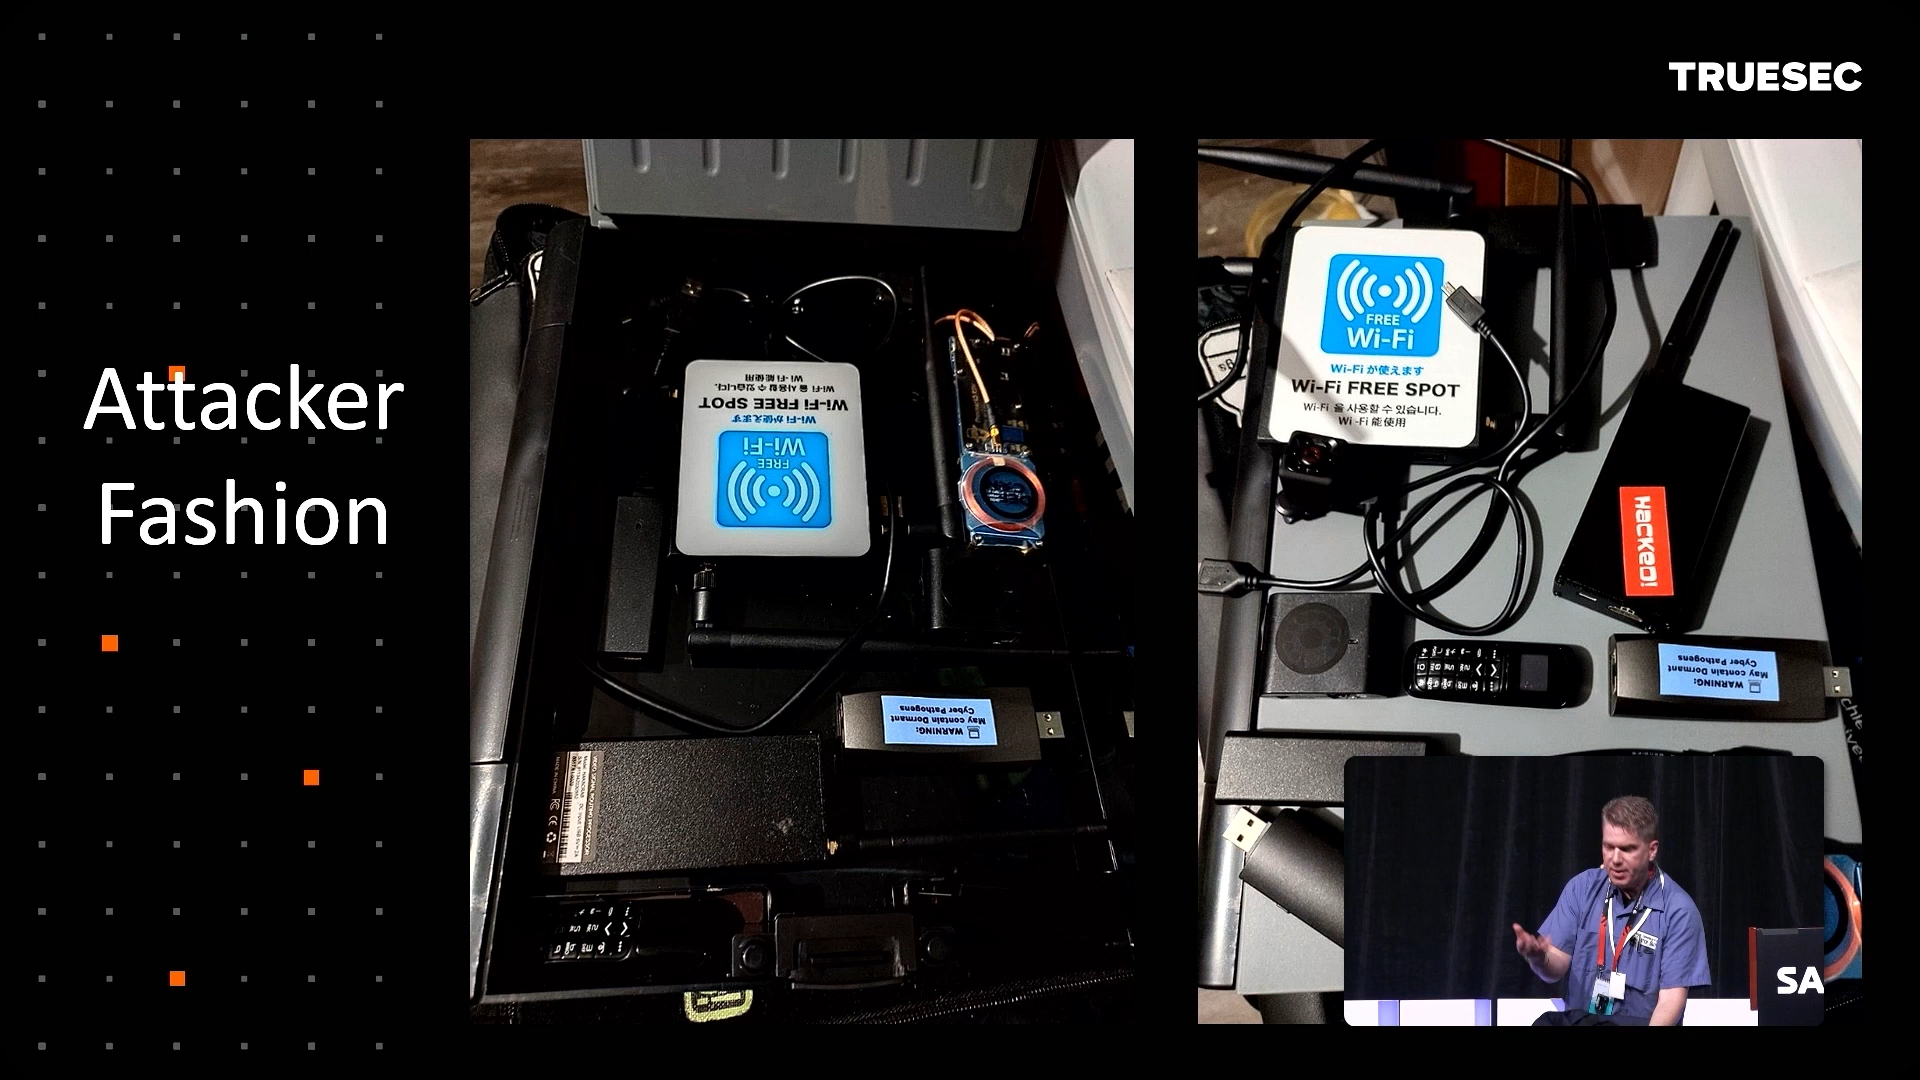 TRUESEC
Attacker
Fashion
FREE
Wi-Fi
Wi-Fi が使えます
Wi-Fi FREE SPOT
Wi-Fi 을 사용할 수 있습니다.
Wi-Fi 能使用
WARNING:
May contain Dormant
Cyber Pathogens
FREE
Wi-Fi
Wi-Fi が使えます
Wi-Fi FREE SPOT
Wi-Fi 을 사용할 수 있습니다.
Wi-Fi 能使用
HACKED!
WARNING:
May contain Dormant
Cyber Pathogens
SA